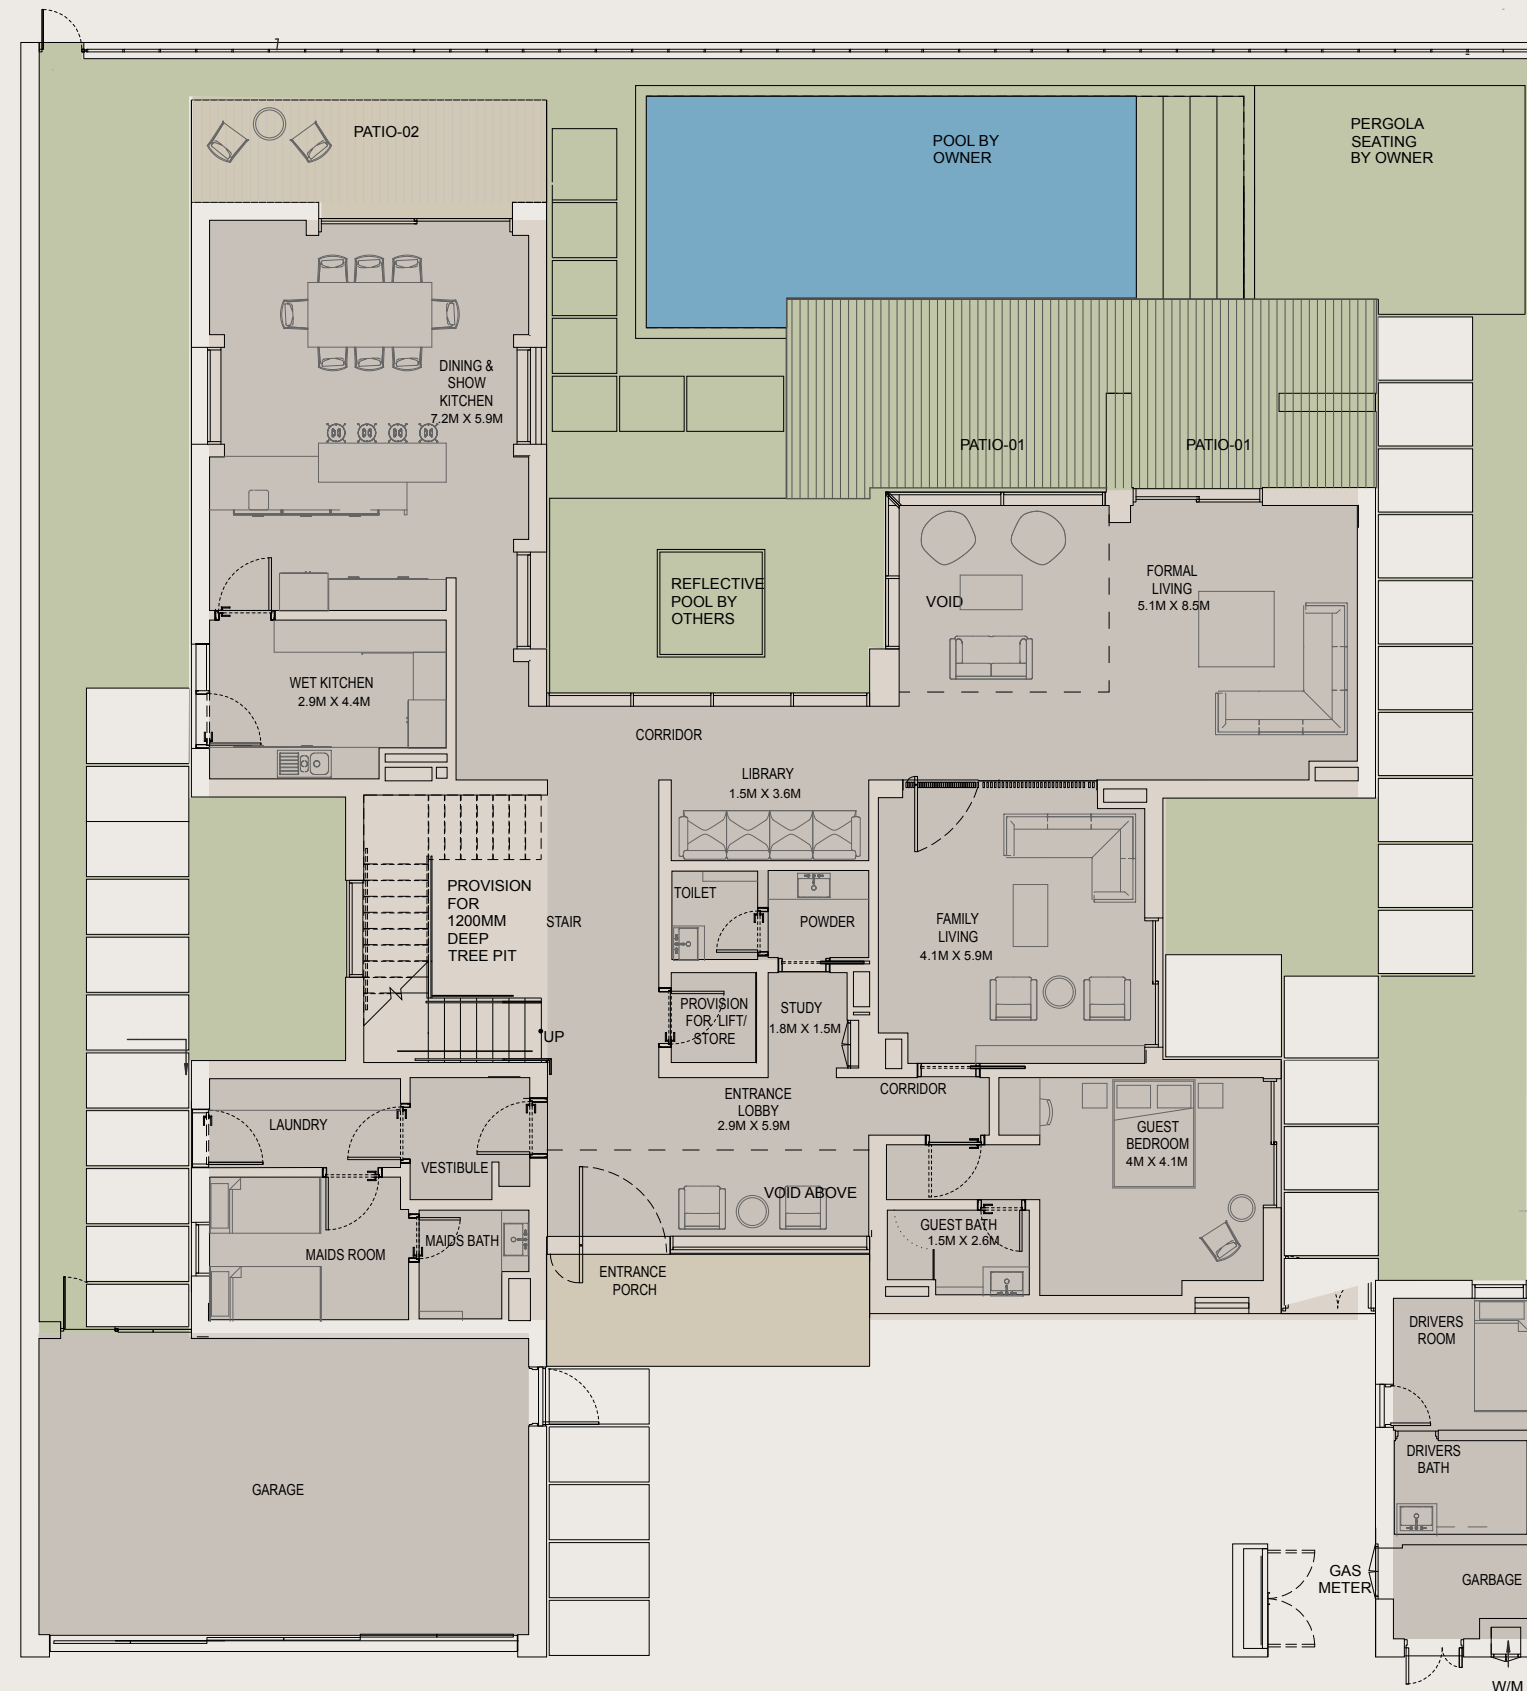 PATIO-02
POOL BY
OWNER
PERGOLA
SEATING
BY OWNER
DINING &
SHOW
KITCHEN
7.2M X 5.9M
PATIO-01
PATIO-01
REFLECTIVE
POOL BY
OTHERS
VOID
FORMAL
LIVING
5.1M X 8.5M
WET KITCHEN
2.9M X 4.4M
CORRIDOR
LIBRARY
1.5M X 3.6M
PROVISION
FOR
1200MM
DEEP
TREE PIT
STAIR
TOILET
POWDER
FAMILY
LIVING
4.1M X 5.9M
PROVISION
FOR LIFT/
STORE
STUDY
1.8M X 1.5M
UP
ENTRANCE
LOBBY
2.9M X 5.9M
CORRIDOR
LAUNDRY
VESTIBULE
GUEST
BEDROOM
4M X 4.1M
VOID ABOVE
MAIDS ROOM
MAIDS BATH
GUEST BATH
1.5M X 2.6M
ENTRANCE
PORCH
DRIVERS
ROOM
DRIVERS
BATH
GARAGE
GAS
METER
GARBAGE
W/M